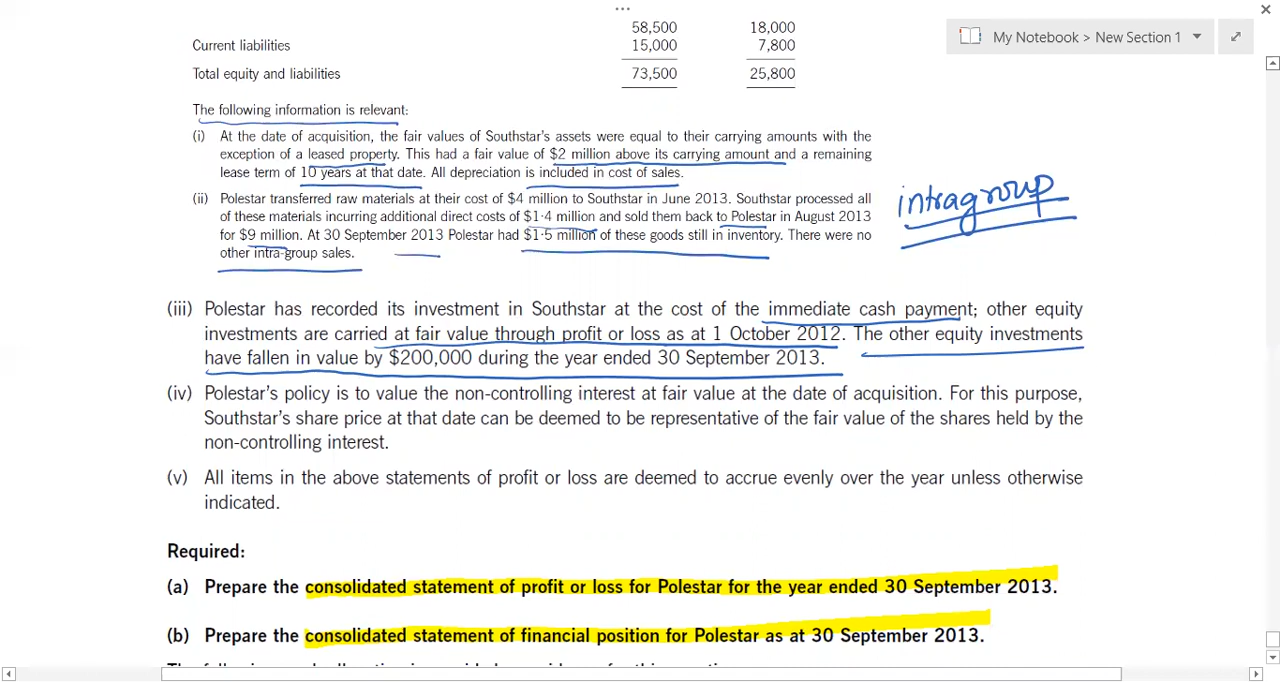 58,500 18,000
My Notebook > New Section 1
Current liabilities 15,000 7,800
Total equity and liabilities 73,500 25,800
The following information is relevant:
(i) At the date of acquisition, the fair values of Southstar's assets were equal to their carrying amounts with the
exception of a leased property. This had a fair value of $2 million above its carrying amount and a remaining
lease term of 10 years at that date. All depreciation is included in cost of sales.
(ii) Polestar transferred raw materials at their cost of $4 million to Southstar in June 2013. Southstar processed all
of these materials incurring additional direct costs of $1·4 million and sold them back to Polestar in August 2013
for $9 million. At 30 September 2013 Polestar had $1·5 million of these goods still in inventory. There were no
other intra-group sales.
intragroup
(iii) Polestar has recorded its investment in Southstar at the cost of the immediate cash payment; other equity
investments are carried at fair value through profit or loss as at 1 October 2012. The other equity investments
have fallen in value by $200,000 during the year ended 30 September 2013.
(iv) Polestar's policy is to value the non-controlling interest at fair value at the date of acquisition. For this purpose,
Southstar's share price at that date can be deemed to be representative of the fair value of the shares held by the
non-controlling interest.
(v) All items in the above statements of profit or loss are deemed to accrue evenly over the year unless otherwise
indicated.
Required:
(a) Prepare the consolidated statement of profit or loss for Polestar for the year ended 30 September 2013.
(b) Prepare the consolidated statement of financial position for Polestar as at 30 September 2013.